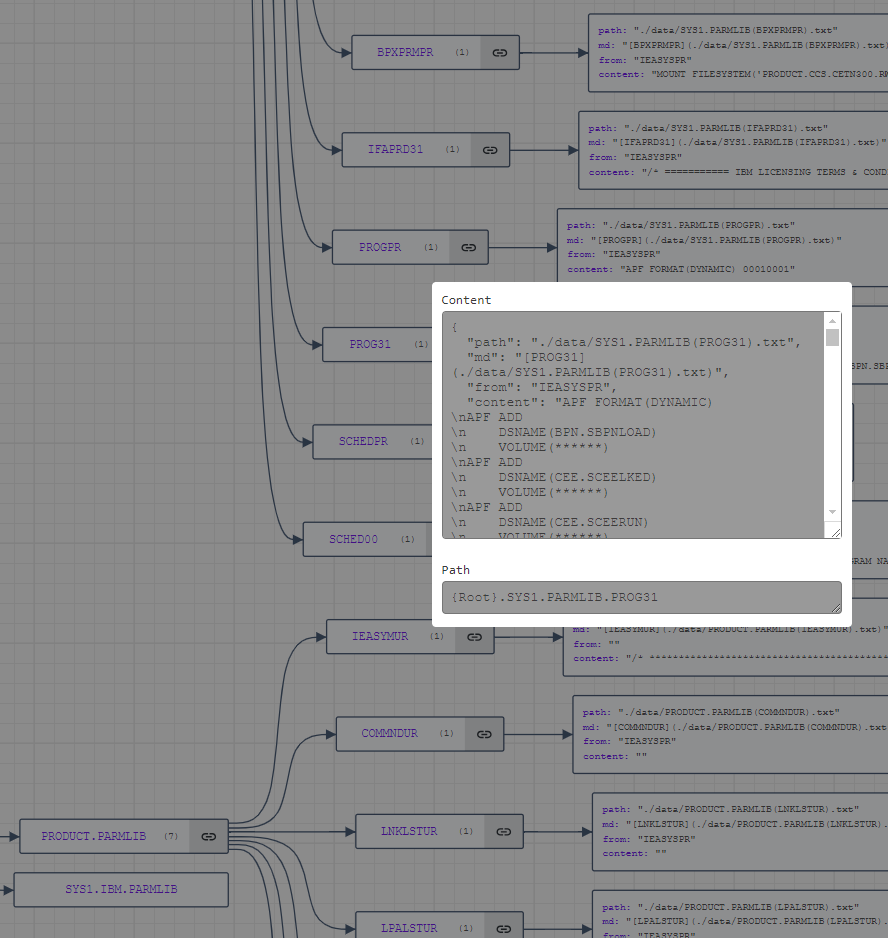 BPXPRMPR (1)
path: "./data/SYS1.PARMLIB(BPXPRMPR).txt"
md: "[BPXPRMPR](./data/SYS1.PARMLIB(BPXPRMPR).txt)
from: "IEASYSPR"
content: "MOUNT FILESYSTEM('PRODUCT.CCS.CETN300.RK
IFAPRD31 (1)
path: "./data/SYS1.PARMLIB(IFAPRD31).txt"
md: "[IFAPRD31](./data/SYS1.PARMLIB(IFAPRD31).txt)"
from: "IEASYSPR"
content: "/* =========== IBM LICENSING TERMS & COND
PROGPR (1)
path: "./data/SYS1.PARMLIB(PROGPR).txt"
md: "[PROGPR](./data/SYS1.PARMLIB(PROGPR).txt)"
from: "IEASYSPR"
content: "APF FORMAT(DYNAMIC) 00010001"
PROG31 (1)
SCHEDPR (1)
SCHED00 (1)
Content
{
"path": "./data/SYS1.PARMLIB(PROG31).txt",
"md": "[PROG31]
(./data/SYS1.PARMLIB(PROG31).txt)",
"from": "IEASYSPR",
"content": "APF FORMAT(DYNAMIC)
\nAPF ADD
\n    DSNAME(BPN.SBPNLOAD)
\n    VOLUME(******)
\nAPF ADD
\n    DSNAME(CEE.SCEELKED)
\n    VOLUME(******)
\nAPF ADD
\n    DSNAME(CEE.SCEERUN)
\n    VOLUME(******)
Path
{Root}.SYS1.PARMLIB.PROG31
BPN.SBP
GRAM NA
IEASYMUR (1)
md: "[IEASYMUR](./data/PRODUCT.PARMLIB(IEASYMUR).txt)"
from: ""
content: "/* ******************************************
COMMNDUR (1)
path: "./data/PRODUCT.PARMLIB(COMMNDUR).txt"
md: "[COMMNDUR](./data/PRODUCT.PARMLIB(COMMNDUR).txt
from: "IEASYSPR"
content: ""
PRODUCT.PARMLIB (7)
LNKLSTUR (1)
path: "./data/PRODUCT.PARMLIB(LNKLSTUR).txt"
md: "[LNKLSTUR](./data/PRODUCT.PARMLIB(LNKLSTUR).
from: "IEASYSPR"
content: ""
SYS1.IBM.PARMLIB
LPALSTUR (1)
path: "./data/PRODUCT.PARMLIB(LPALSTUR).txt"
md: "[LPALSTUR](./data/PRODUCT.PARMLIB(LPALSTUR).
from: "IEASYSPR"